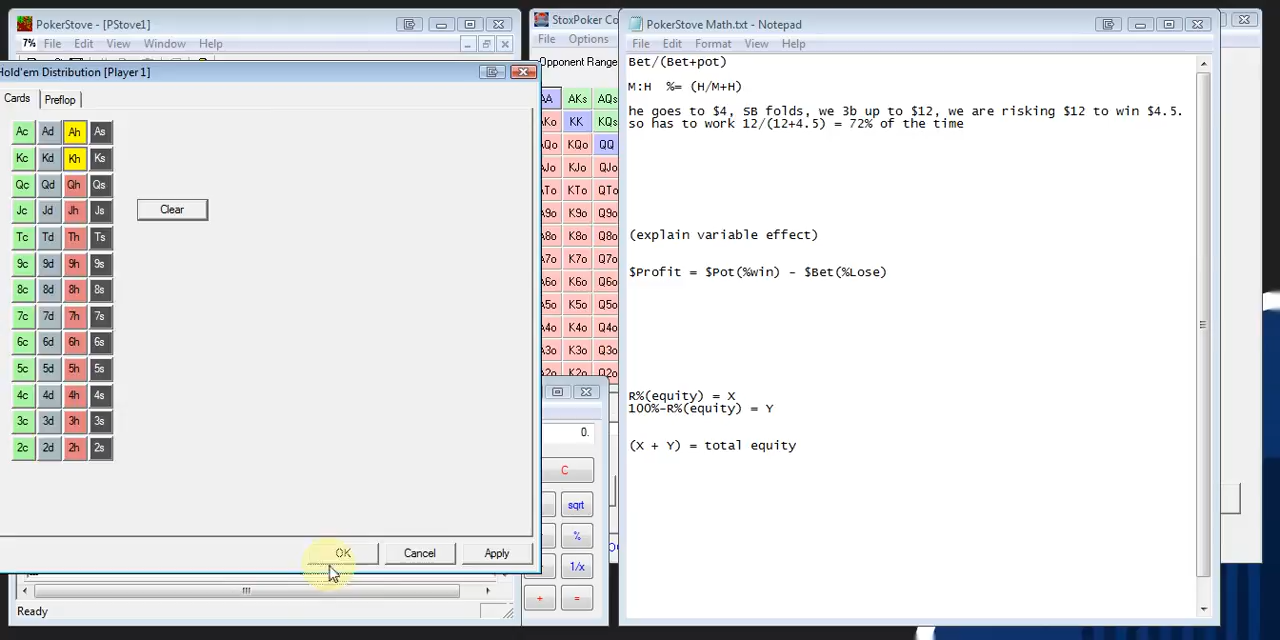 PokerStove - [PStove1]
7% File Edit View Window Help
Hold'em Distribution [Player 1]
Cards Preflop
Ac Ad Ah As
Kc Kd Kh Ks
Qc Qd Qh Qs
Jc Jd Jh Js
Tc Td Th Ts
9c 9d 9h 9s
8c 8d 8h 8s
7c 7d 7h 7s
6c 6d 6h 6s
5c 5d 5h 5s
4c 4d 4h 4s
3c 3d 3h 3s
2c 2d 2h 2s
Clear
OK Cancel Apply
Ready
StoxPoker Co
File Options
Opponent Range
AA AKs AQs
AKo KK KQs
AQo KQo QQ
AJo KJo QJo
ATo KTo QTo
A9o K9o Q9o
A8o K8o Q8o
A7o K7o Q7o
A6o K6o Q6o
A5o K5o Q5o
A4o K4o Q4o
A3o K3o Q3o
A2o K2o Q2o
0.
C
sqrt
%
1/x
+ =
PokerStove Math.txt - Notepad
File Edit Format View Help
Bet/(Bet+pot)
M:H %= (H/M+H)
he goes to $4, SB folds, we 3b up to $12, we are risking $12 to win $4.5.
so has to work 12/(12+4.5) = 72% of the time
(explain variable effect)
$Profit = $Pot(%win) - $Bet(%Lose)
R%(equity) = X
100%-R%(equity) = Y
(X + Y) = total equity